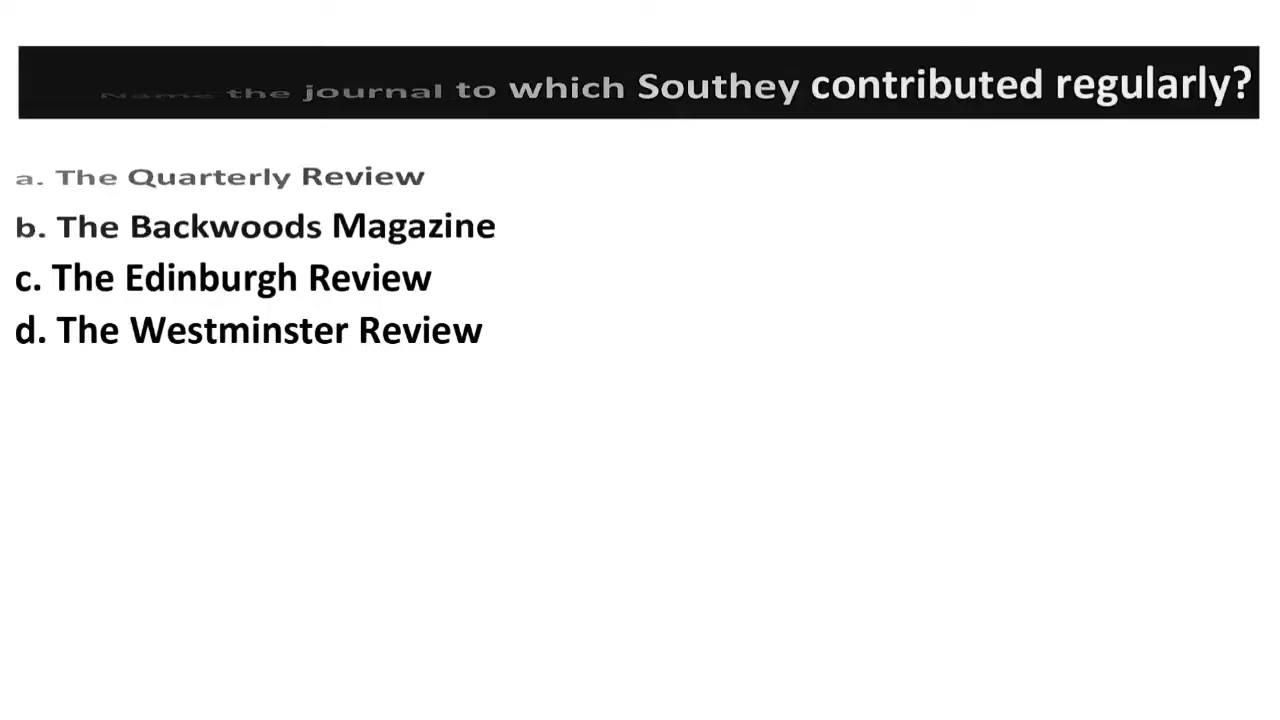 Name the journal to which Southey contributed regularly?
a. The Quarterly Review
b. The Backwoods Magazine
c. The Edinburgh Review
d. The Westminster Review